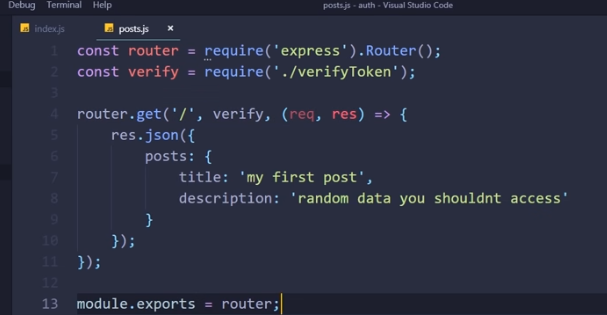 Debug Terminal Help posts.js - auth - Visual Studio Code
index.js posts.js ×
1 const router = require('express').Router();
2 const verify = require('./verifyToken');
3
4 router.get('/', verify, (req, res) => {
5     res.json({
6         posts: {
7             title: 'my first post',
8             description: 'random data you shouldnt access'
9         }
10     });
11 });
12
13 module.exports = router;